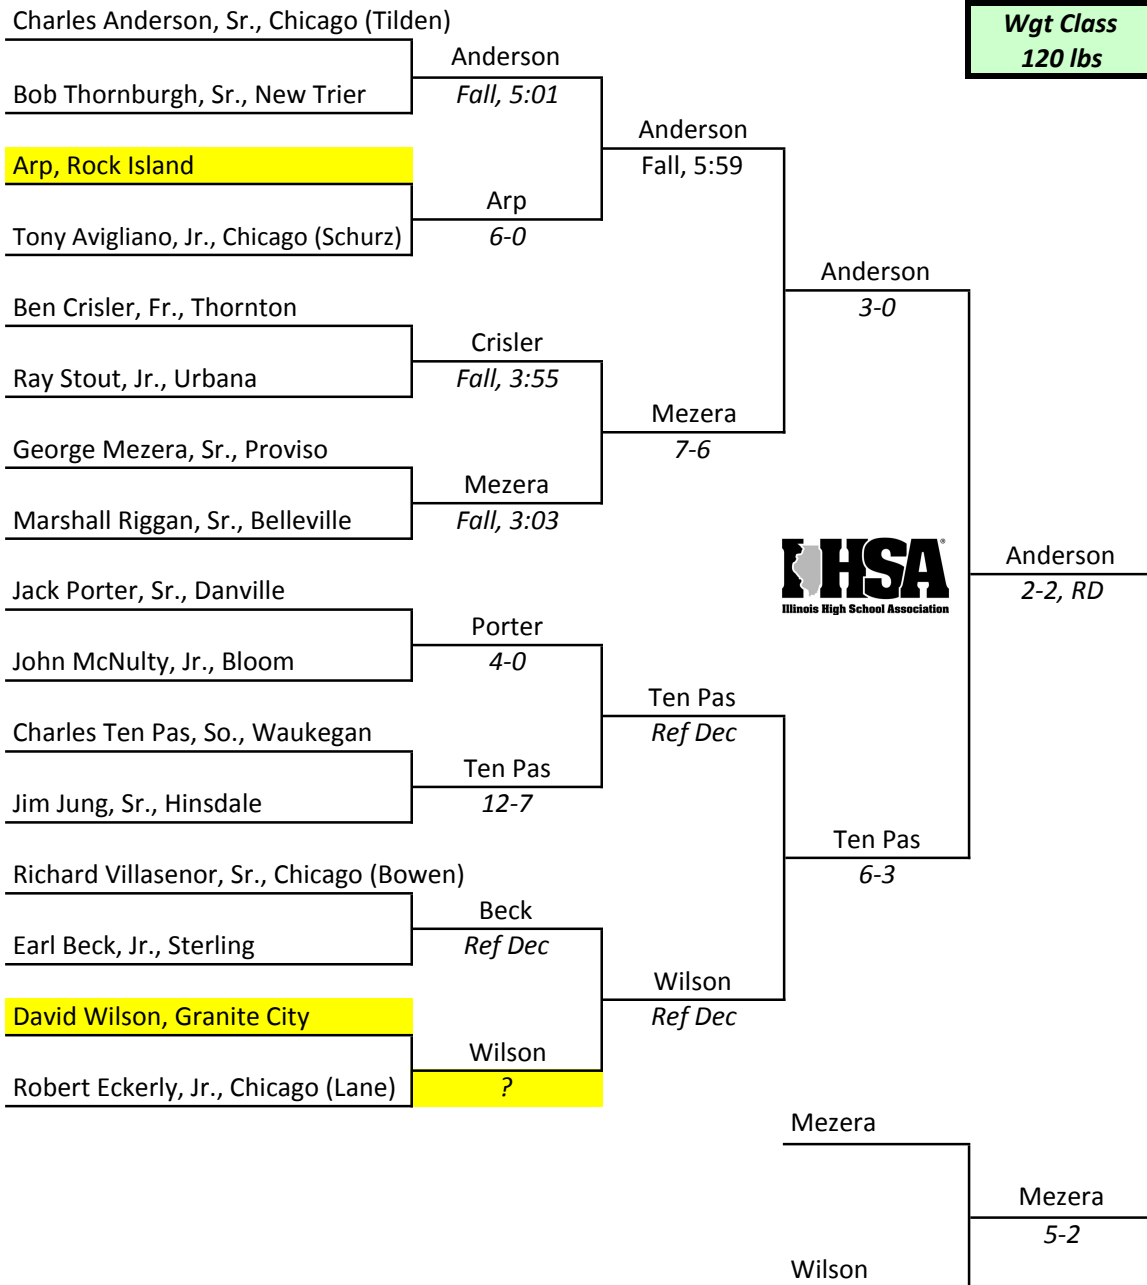 Charles Anderson, Sr., Chicago (Tilden)
Wgt Class
120 lbs
Anderson
Bob Thornburgh, Sr., New Trier
Fall, 5:01
Anderson
Arp, Rock Island
Fall, 5:59
Arp
Tony Avigliano, Jr., Chicago (Schurz)
6-0
Anderson
Ben Crisler, Fr., Thornton
3-0
Crisler
Ray Stout, Jr., Urbana
Fall, 3:55
Mezera
George Mezera, Sr., Proviso
7-6
Mezera
Marshall Riggan, Sr., Belleville
Fall, 3:03
IHSA®
Illinois High School Association
Anderson
Jack Porter, Sr., Danville
2-2, RD
Porter
John McNulty, Jr., Bloom
4-0
Ten Pas
Charles Ten Pas, So., Waukegan
Ref Dec
Ten Pas
Jim Jung, Sr., Hinsdale
12-7
Ten Pas
Richard Villasenor, Sr., Chicago (Bowen)
6-3
Beck
Earl Beck, Jr., Sterling
Ref Dec
Wilson
David Wilson, Granite City
Ref Dec
Wilson
Robert Eckerly, Jr., Chicago (Lane)
?
Mezera
Mezera
5-2
Wilson